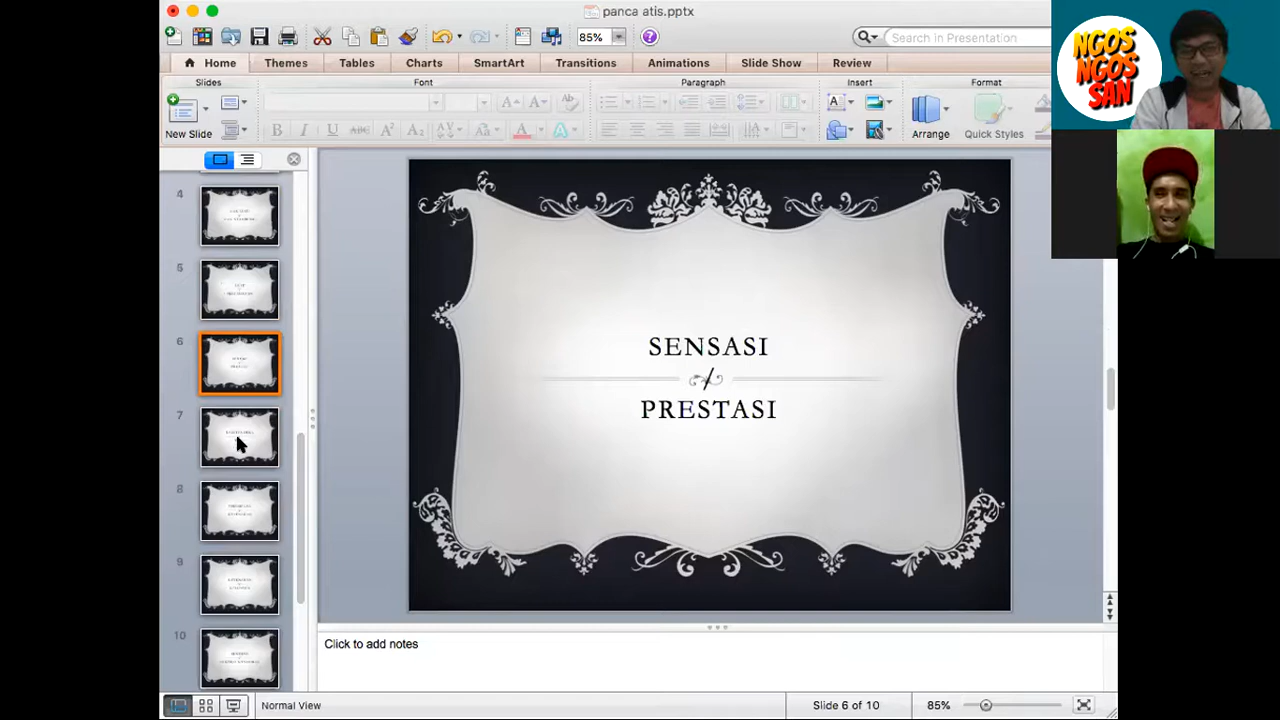 panca atis.pptx
85%
Search in Presentation
NGOS
NGOS
SAN
Home Themes Tables Charts SmartArt Transitions Animations Slide Show Review
Slides Font Paragraph Insert Format
New Slide
B I U ABC
Arrange
Quick Styles
4
5
6
7
8
9
10
SENSASI
/
PRESTASI
Click to add notes
Normal View
Slide 6 of 10
85%